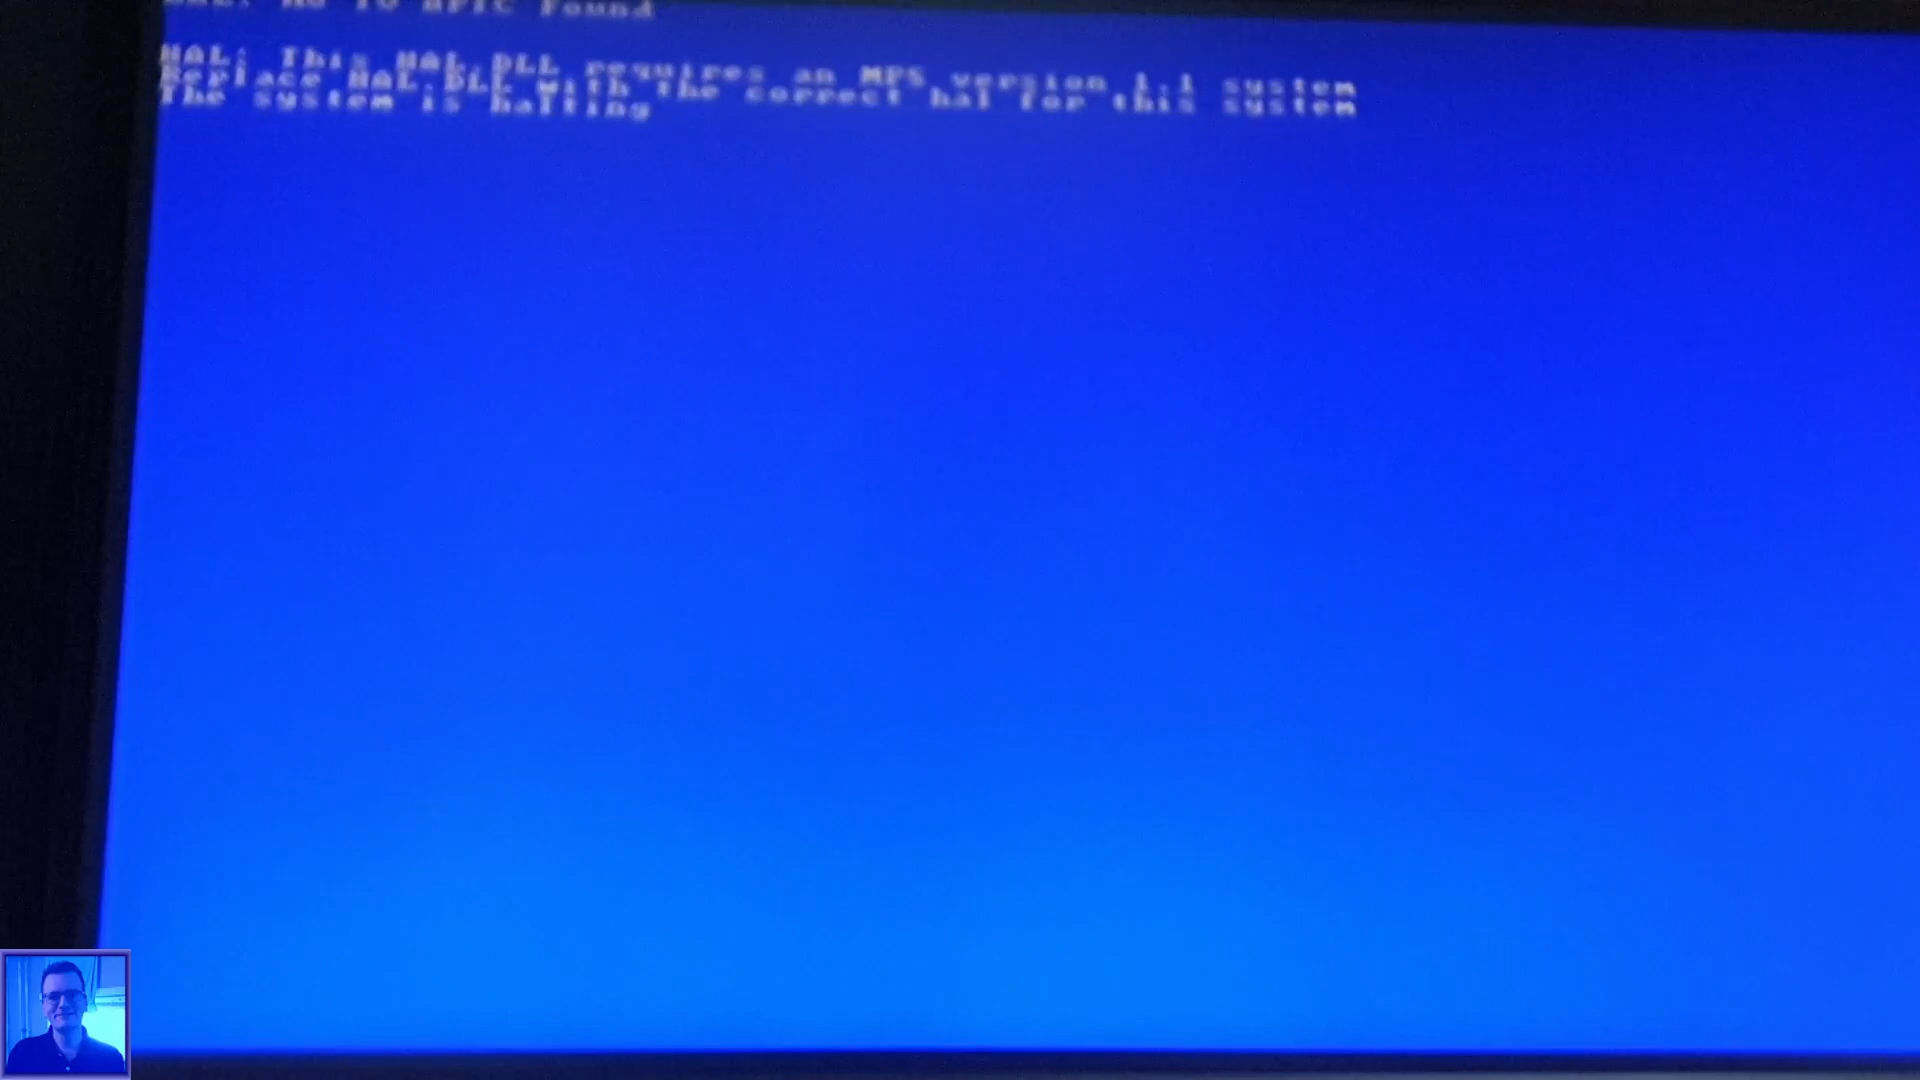 HAL: No IO APIC Found
HAL: This HAL.DLL requires an MPS version 1.1 system
Replace HAL.DLL with the correct hal for this system
The system is halting